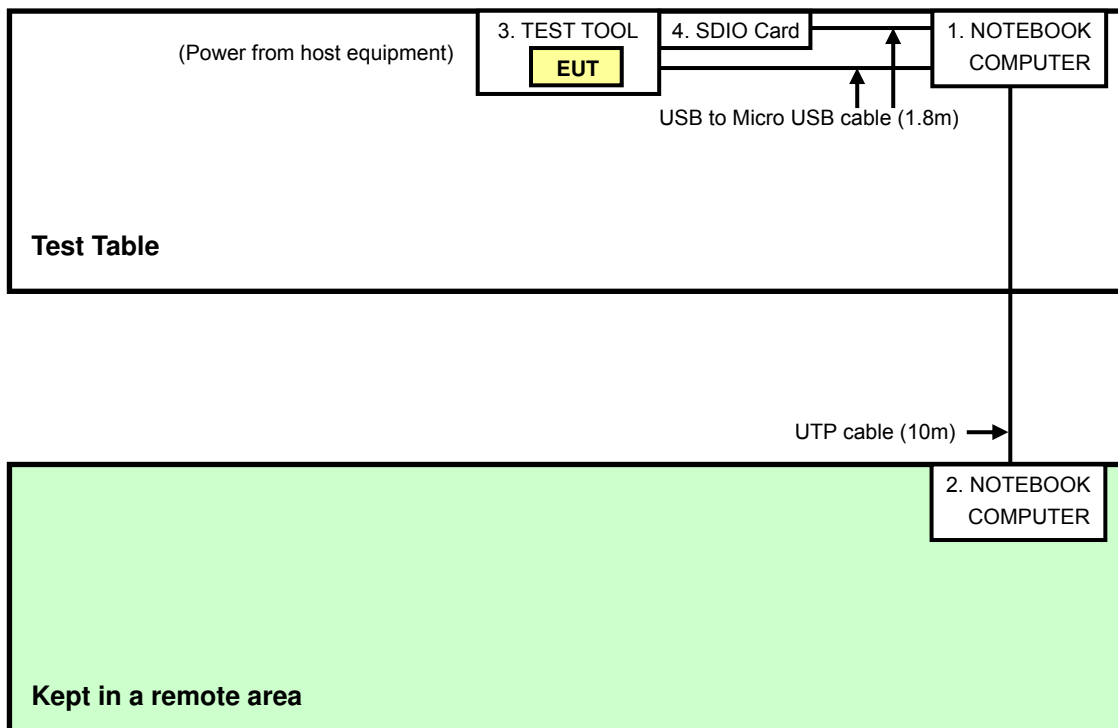 3. TEST TOOL
4. SDIO Card
1. NOTEBOOK
COMPUTER
(Power from host equipment)
EUT
USB to Micro USB cable (1.8m)
Test Table
UTP cable (10m)
2. NOTEBOOK
COMPUTER
Kept in a remote area